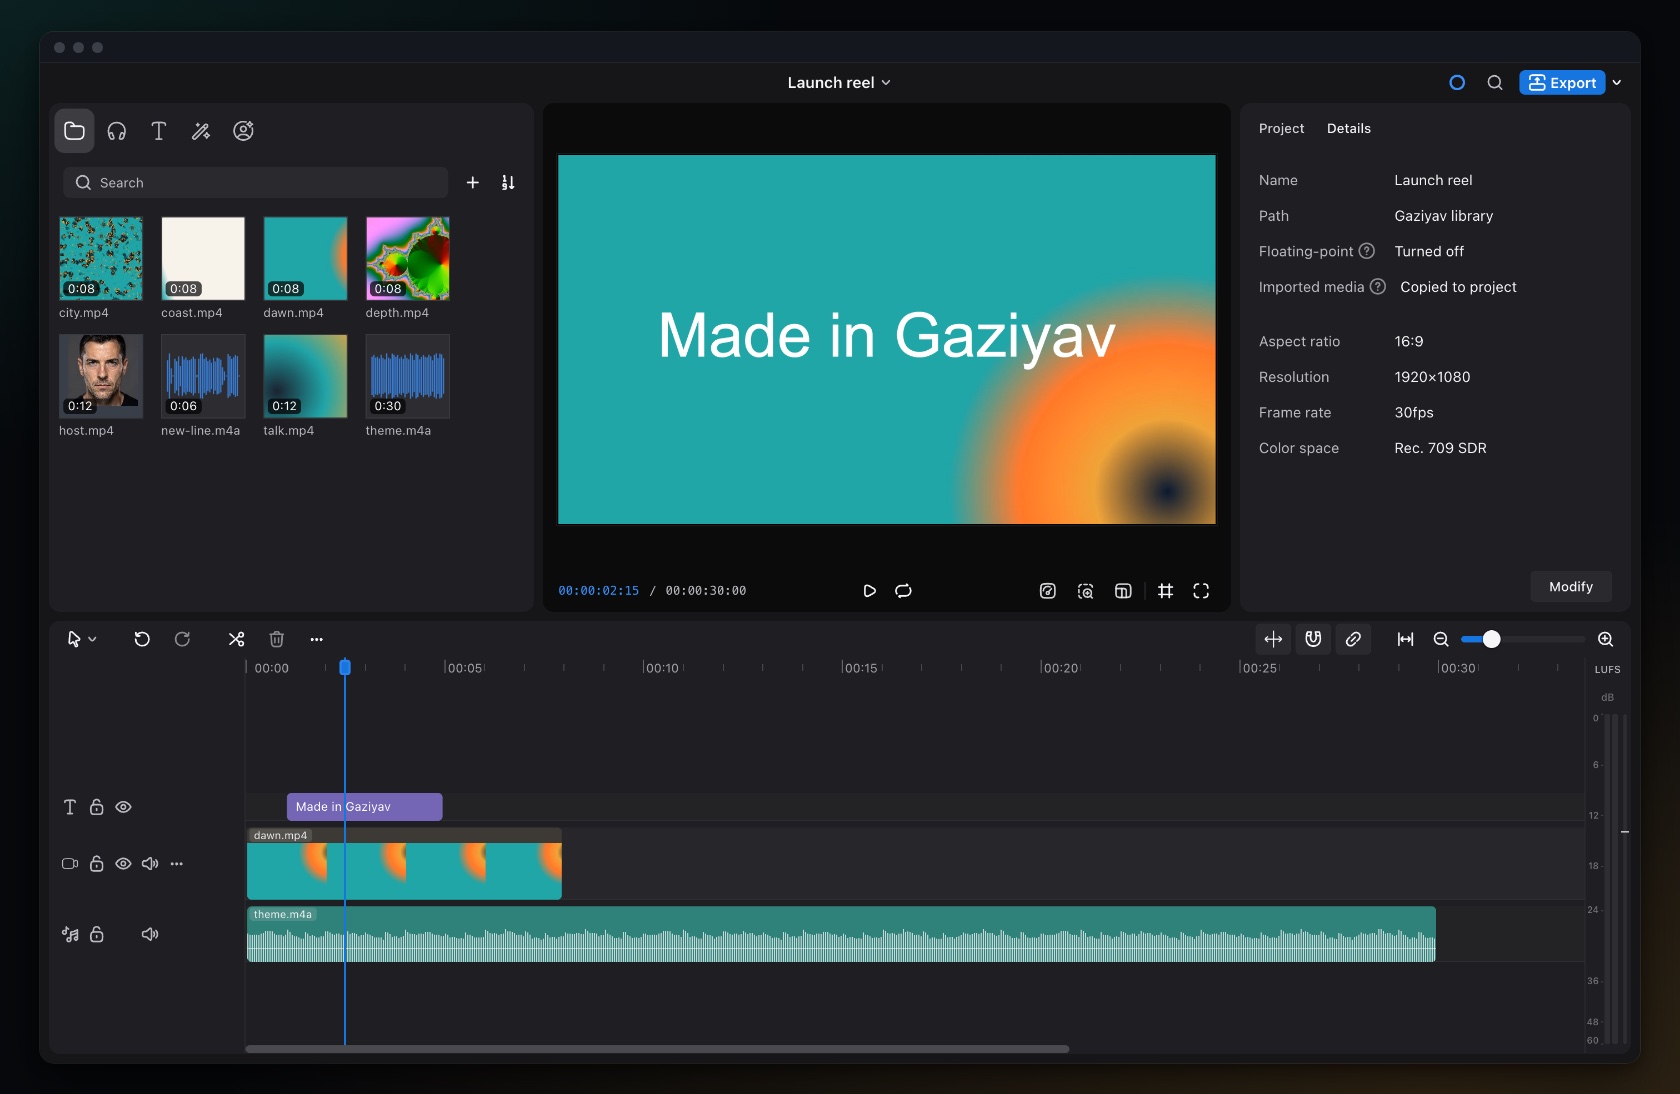 Launch reel
Export
Search
0:08
0:08
0:08
0:08
city.mp4
coast.mp4
dawn.mp4
depth.mp4
0:12
0:06
0:12
0:30
host.mp4
new-line.m4a
talk.mp4
theme.m4a
Made in Gaziyav
00:00:02:15 / 00:00:30:00
Project Details
Name Launch reel
Path Gaziyav library
Floating-point ? Turned off
Imported media ? Copied to project
Aspect ratio 16:9
Resolution 1920×1080
Frame rate 30fps
Color space Rec. 709 SDR
Modify
00:00 00:05 00:10 00:15 00:20 00:25 00:30
LUFS
dB
0
6
12
18
24
36
48
60
Made in Gaziyav
dawn.mp4
theme.m4a